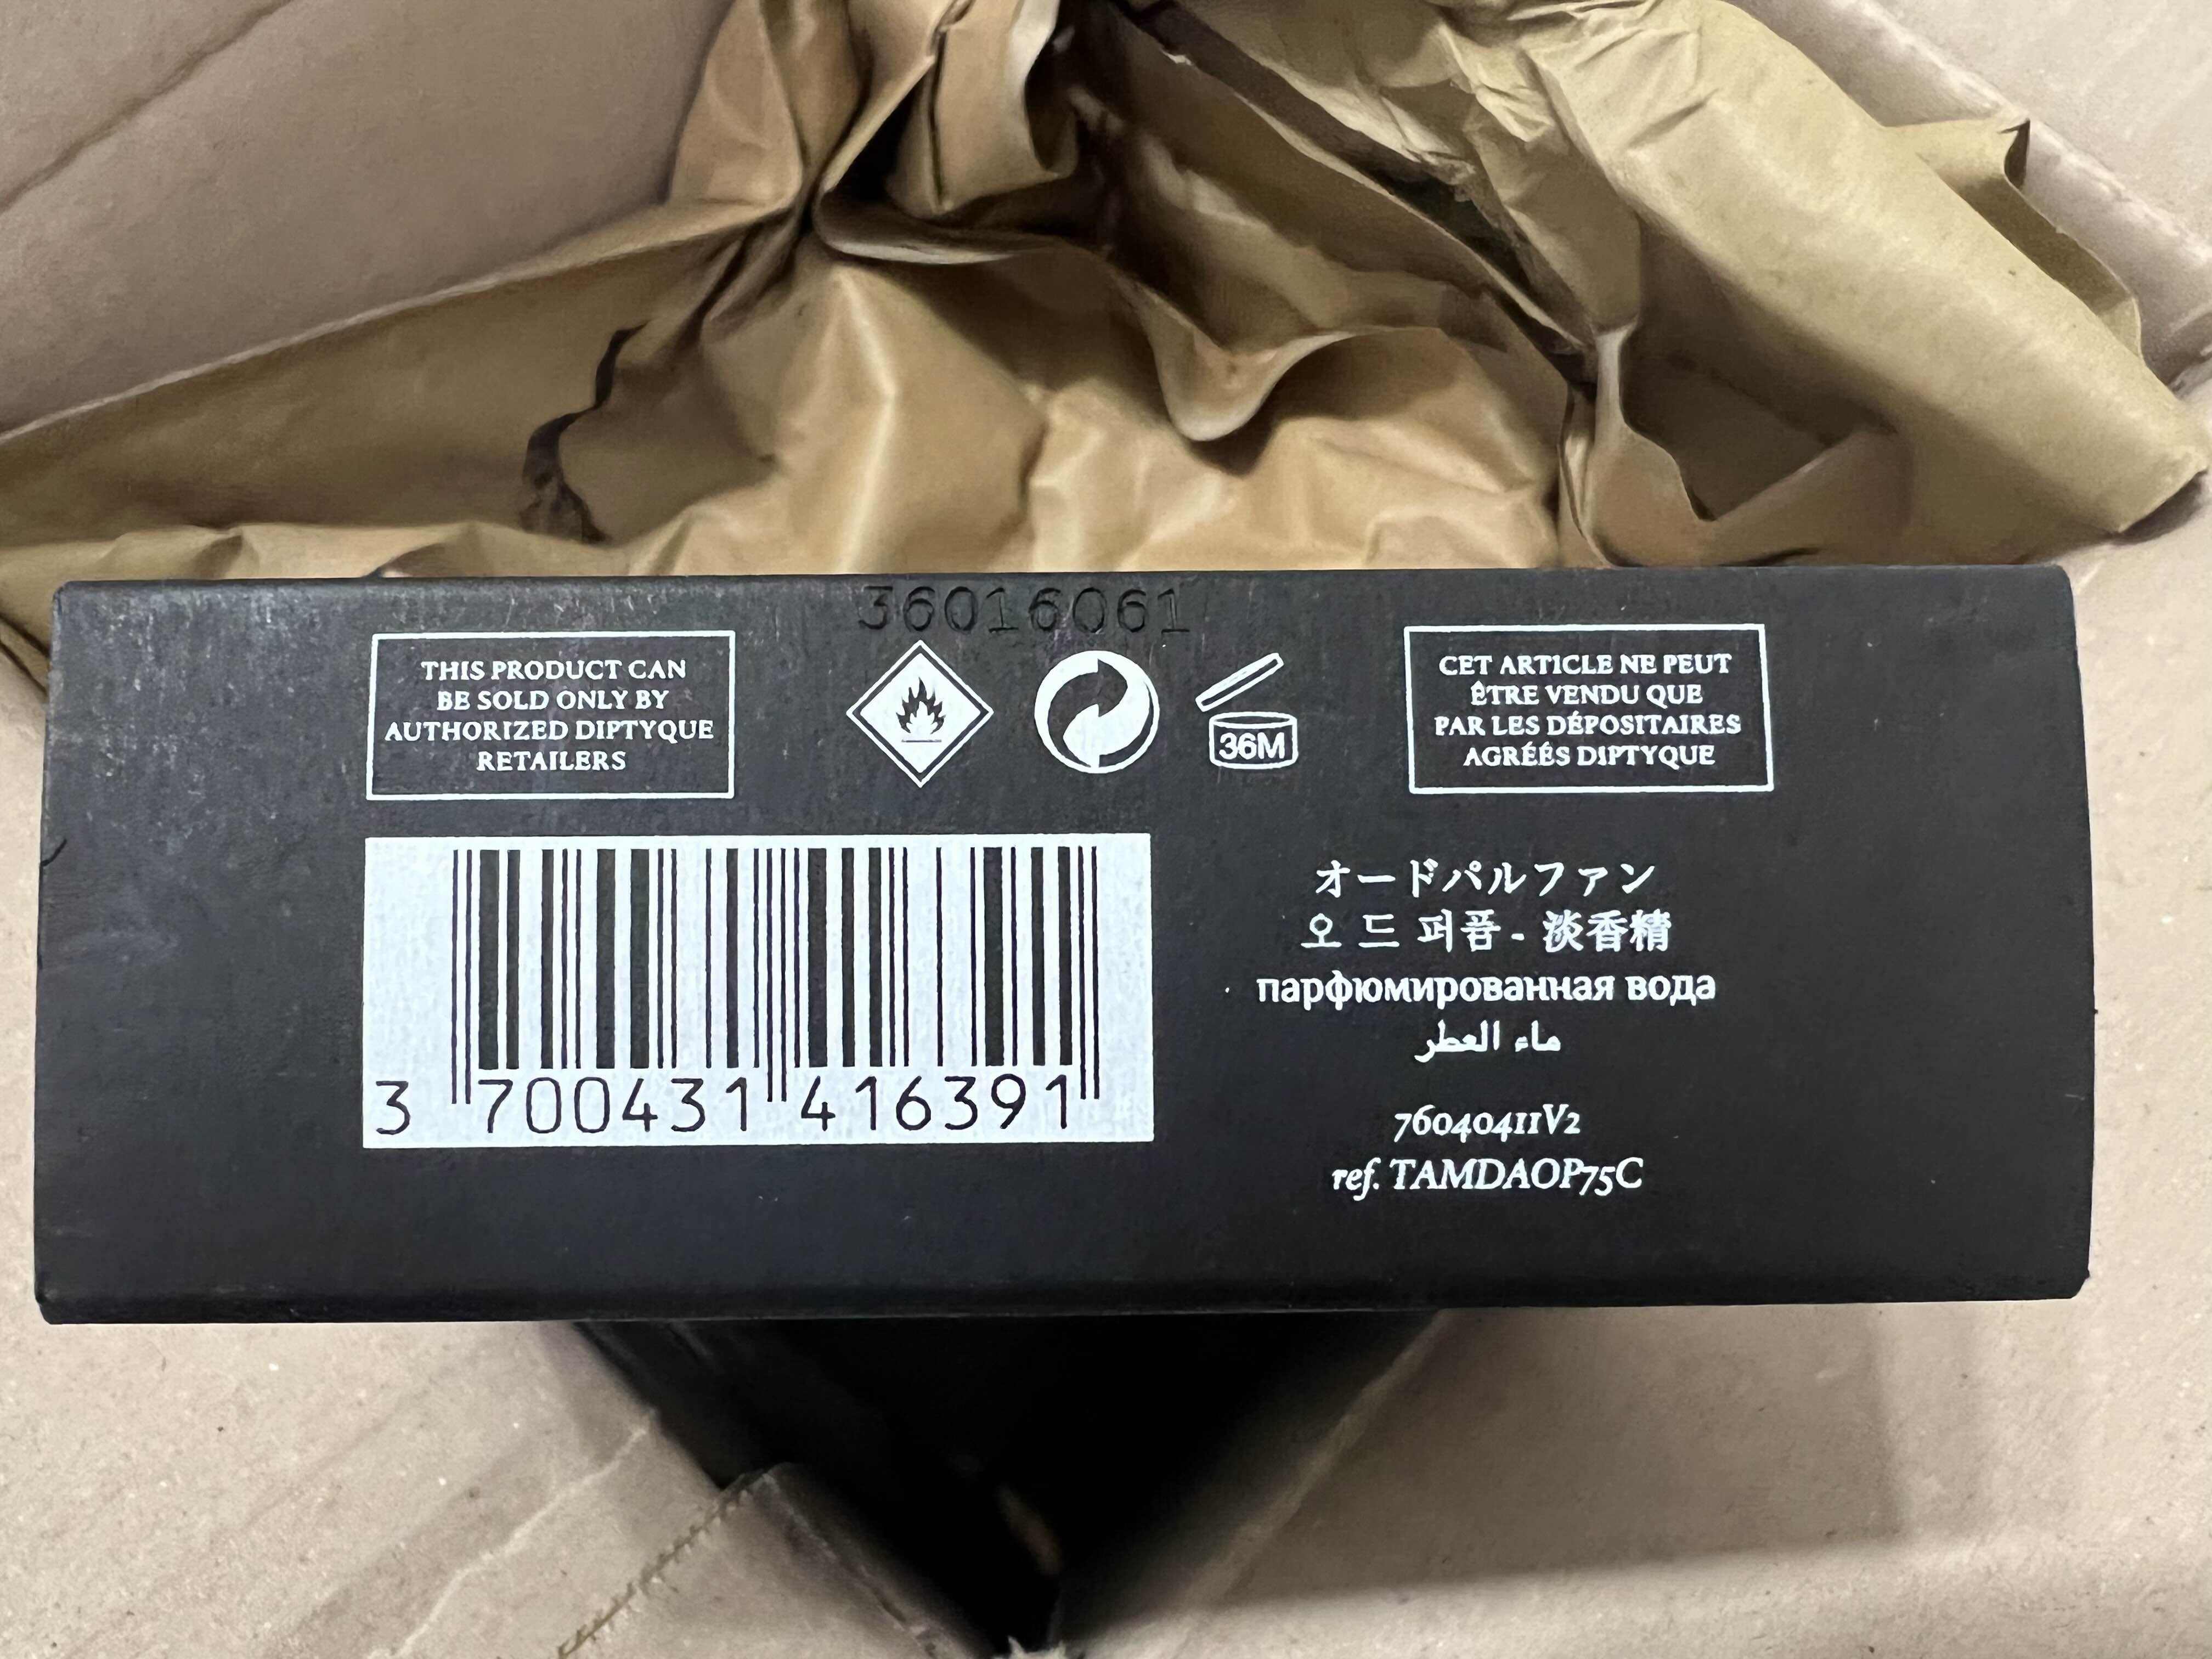 36016061
THIS PRODUCT CAN
BE SOLD ONLY BY
AUTHORIZED DIPTYQUE
RETAILERS
36M
CET ARTICLE NE PEUT
ÊTRE VENDU QUE
PAR LES DÉPOSITAIRES
AGRÉÉS DIPTYQUE
3 700431 416391
オードパルファン
오 드 퍼퓸 - 淡香精
парфюмированная вода
ماء العطر
76040411V2
ref. TAMDAOP75C